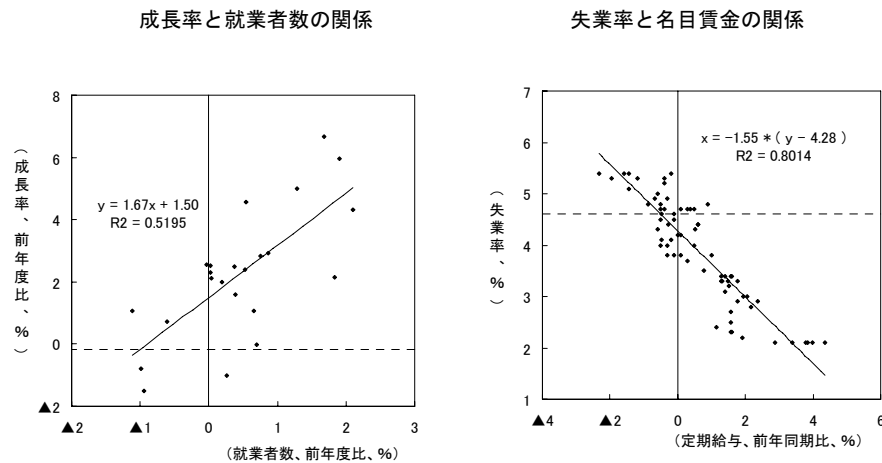 成長率と就業者数の関係
8
6
4
2
0
▲2
(成長率、前年度比、%)
y = 1.67x + 1.50
R2 = 0.5195
▲2
▲1
0
1
2
3
(就業者数、前年度比、%)
失業率と名目賃金の関係
7
6
5
4
3
2
1
(失業率、%)
x = −1.55 * ( y − 4.28 )
R2 = 0.8014
▲4
▲2
0
2
4
6
(定期給与、前年同期比、%)